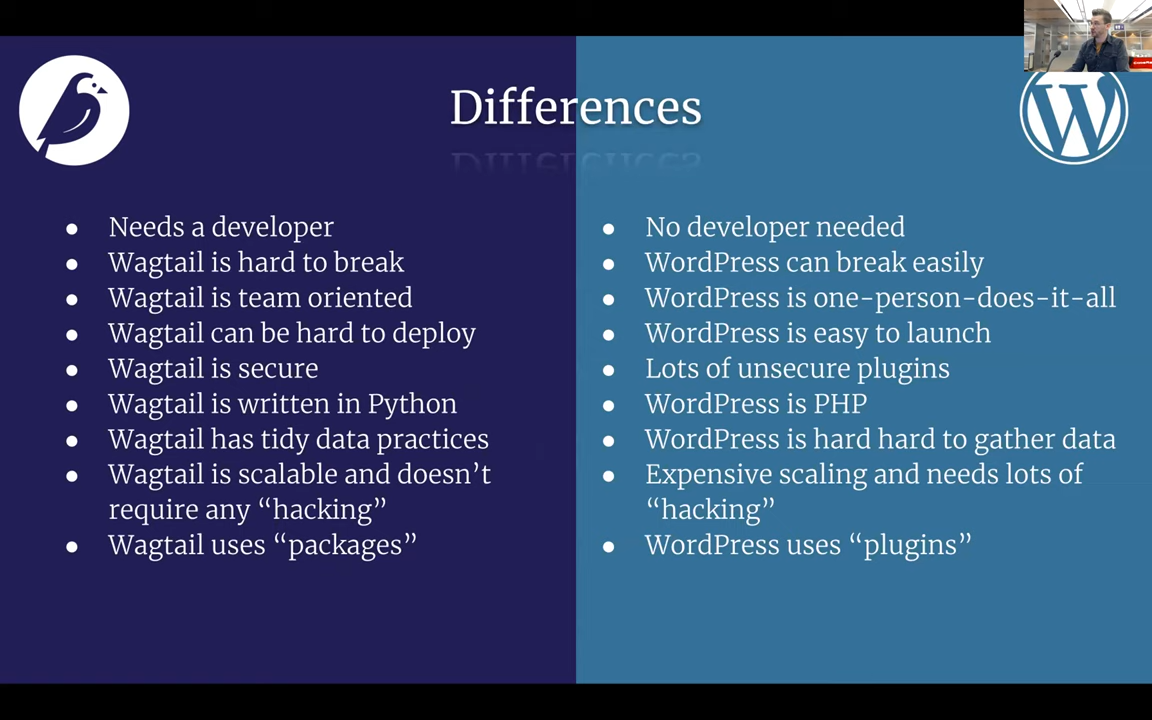 Differences
● Needs a developer
● Wagtail is hard to break
● Wagtail is team oriented
● Wagtail can be hard to deploy
● Wagtail is secure
● Wagtail is written in Python
● Wagtail has tidy data practices
● Wagtail is scalable and doesn’t
require any “hacking”
● Wagtail uses “packages”
● No developer needed
● WordPress can break easily
● WordPress is one-person-does-it-all
● WordPress is easy to launch
● Lots of unsecure plugins
● WordPress is PHP
● WordPress is hard hard to gather data
● Expensive scaling and needs lots of
“hacking”
● WordPress uses “plugins”